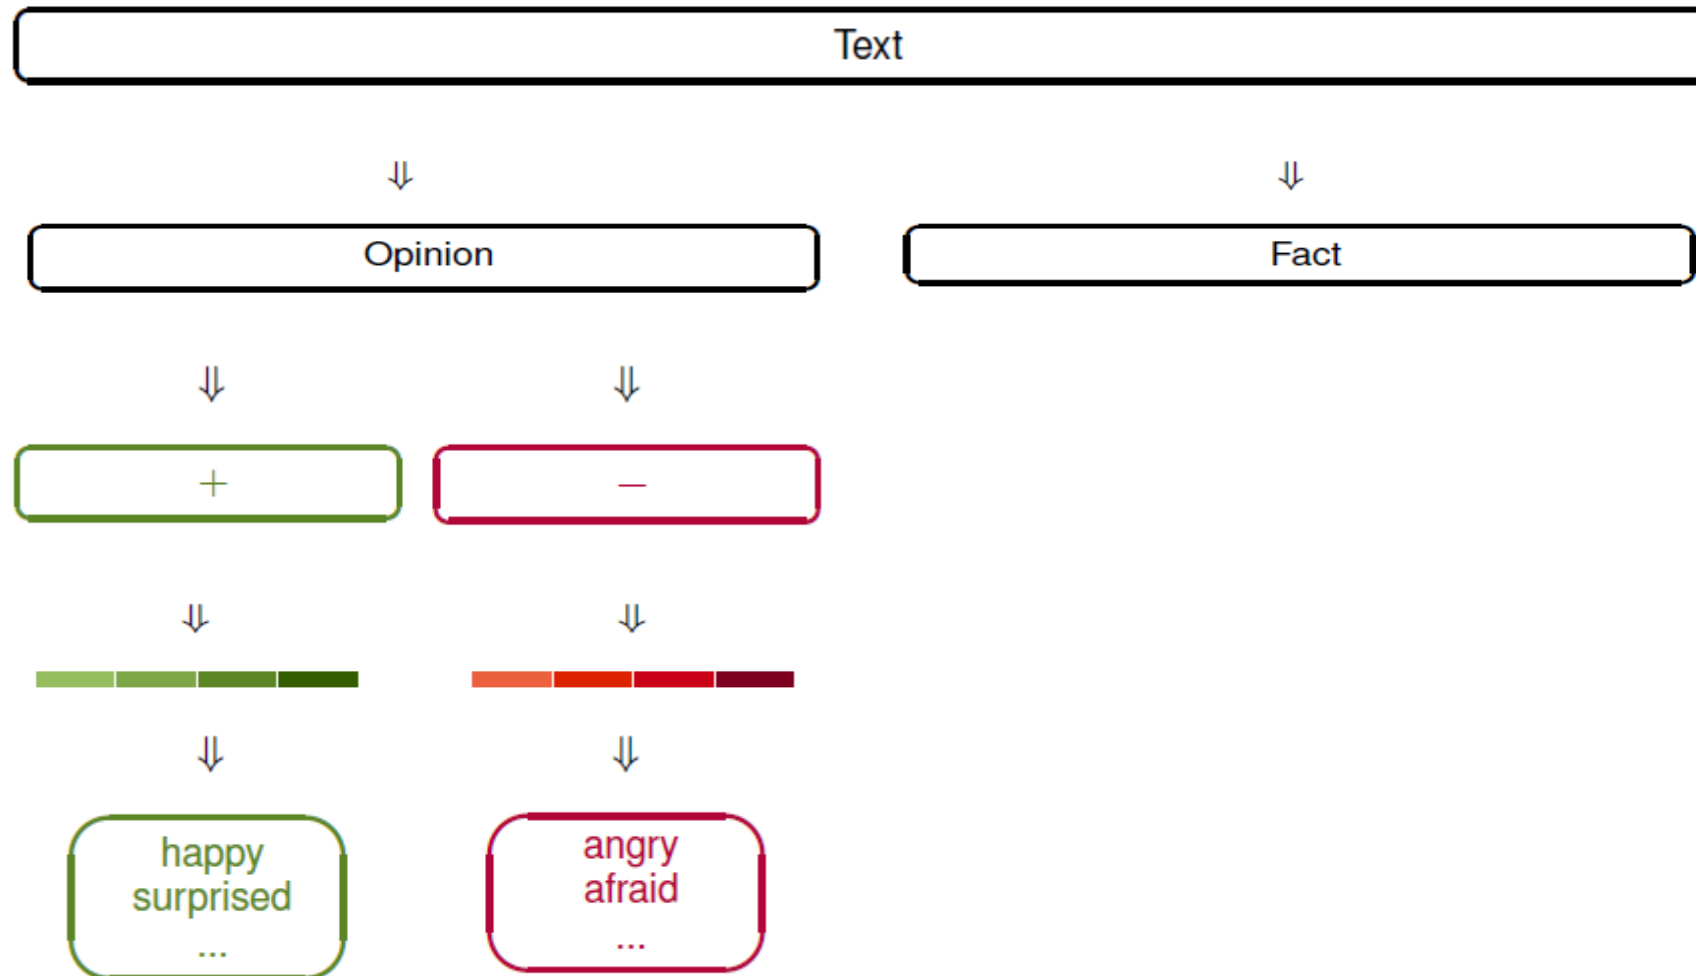 Text
⇓ ⇓
Opinion Fact
⇓ ⇓
+ −
⇓ ⇓
⇓ ⇓
happy
surprised
...
angry
afraid
...